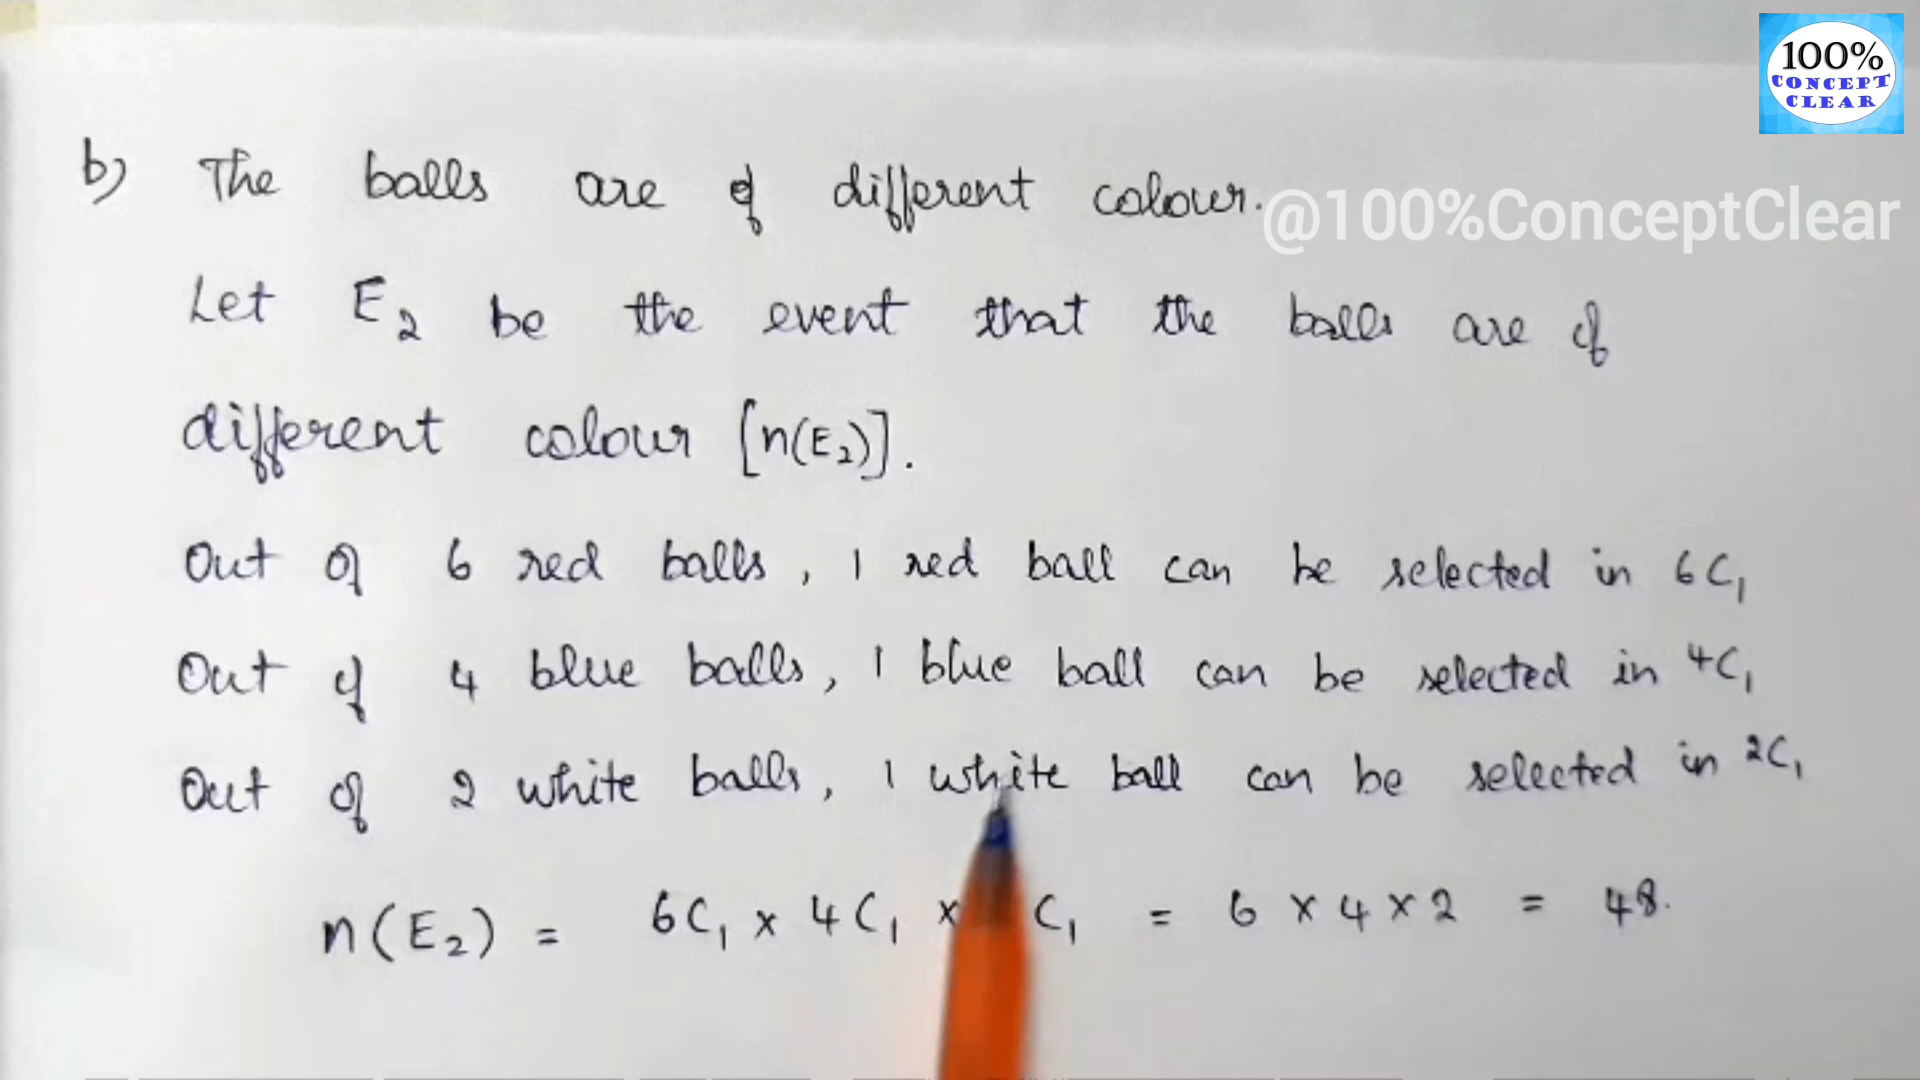 100%
CONCEPT
CLEAR
b) The balls are of different colour.
@100%ConceptClear
Let E₂ be the event that the balls are of
different colour [n(E₂)].
Out of 6 red balls, 1 red ball can be selected in 6C₁
Out of 4 blue balls, 1 blue ball can be selected in 4C₁
Out of 2 white balls, 1 white ball can be selected in 2C₁
n(E₂) = 6C₁ × 4C₁ × C₁ = 6 × 4 × 2 = 48.